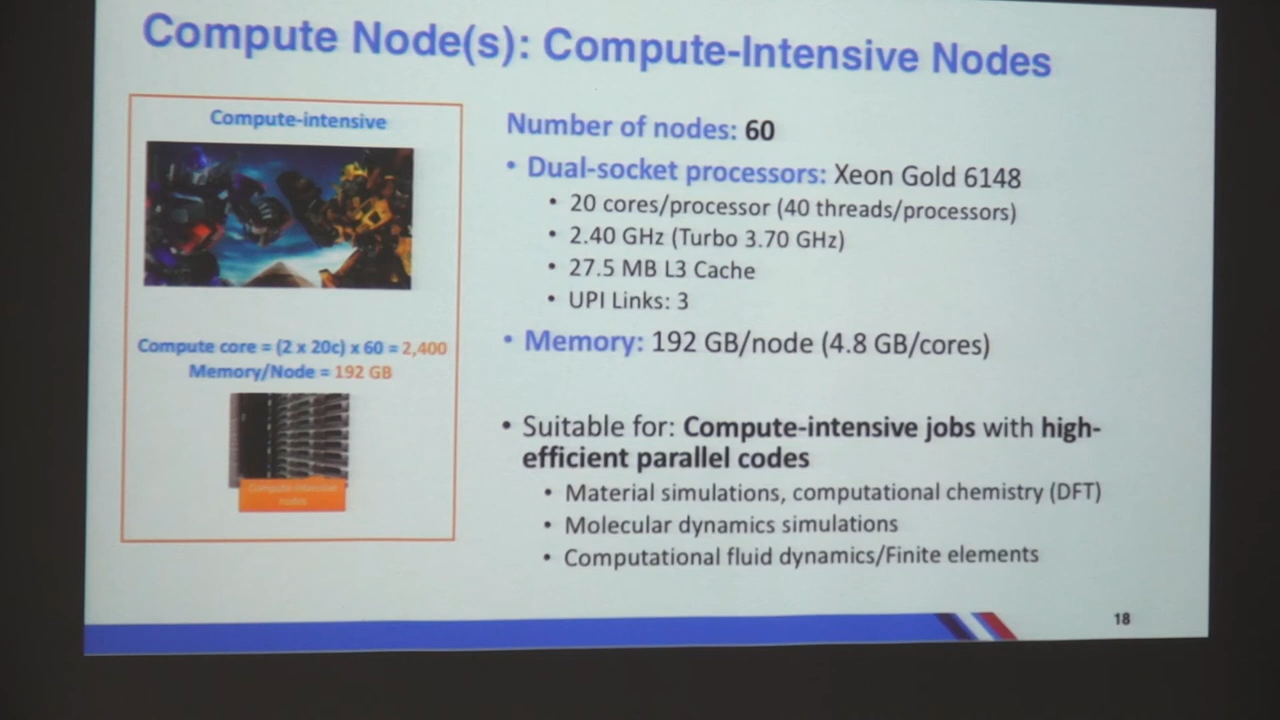 Compute Node(s): Compute-Intensive Nodes
Compute-intensive
Compute core = (2 x 20c) x 60 = 2,400
Memory/Node = 192 GB
Compute-intensive
nodes
Number of nodes: 60
• Dual-socket processors: Xeon Gold 6148
• 20 cores/processor (40 threads/processors)
• 2.40 GHz (Turbo 3.70 GHz)
• 27.5 MB L3 Cache
• UPI Links: 3
• Memory: 192 GB/node (4.8 GB/cores)
• Suitable for: Compute-intensive jobs with high-
efficient parallel codes
• Material simulations, computational chemistry (DFT)
• Molecular dynamics simulations
• Computational fluid dynamics/Finite elements
18